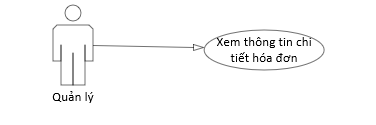 Xem thông tin chi
tiết hóa đơn
Quản lý